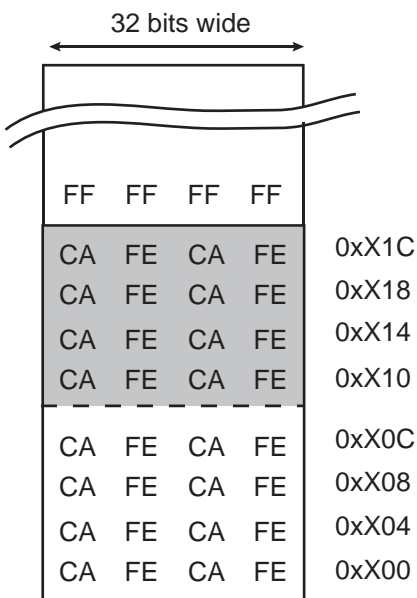 32 bits wide
FF FF FF FF
CA FE CA FE 0xX1C
CA FE CA FE 0xX18
CA FE CA FE 0xX14
CA FE CA FE 0xX10
CA FE CA FE 0xX0C
CA FE CA FE 0xX08
CA FE CA FE 0xX04
CA FE CA FE 0xX00